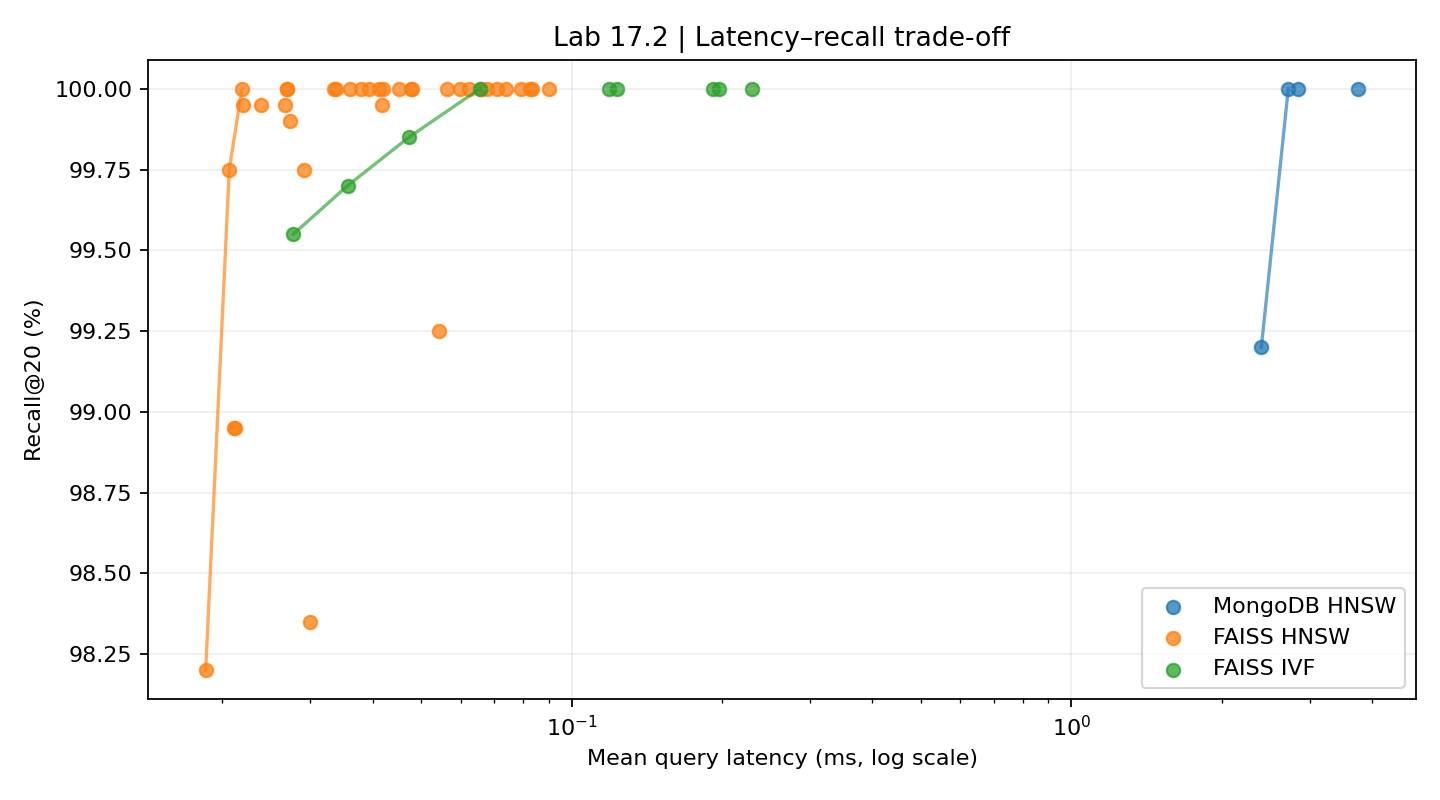 Lab 17.2 | Latency–recall trade-off
100.00
99.75
99.50
99.25
99.00
98.75
98.50
98.25
Recall@20 (%)
MongoDB HNSW
FAISS HNSW
FAISS IVF
10⁻¹
10⁰
Mean query latency (ms, log scale)